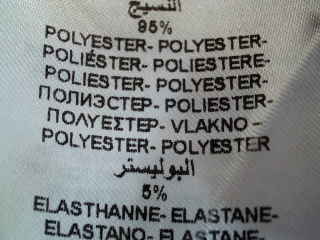 النسيج
95%
POLYESTER- POLYESTER-
POLIÉSTER- POLIESTERE-
POLIESTER- POLYESTER-
ПОЛИЭСТЕР- POLIESTER-
ΠΟΛΥΕΣΤΕΡ- VLAKNO –
POLYESTER- POLYESTER
البوليستر
5%
ELASTHANNE- ELASTANE-
ELASTANO- ELASTANE-